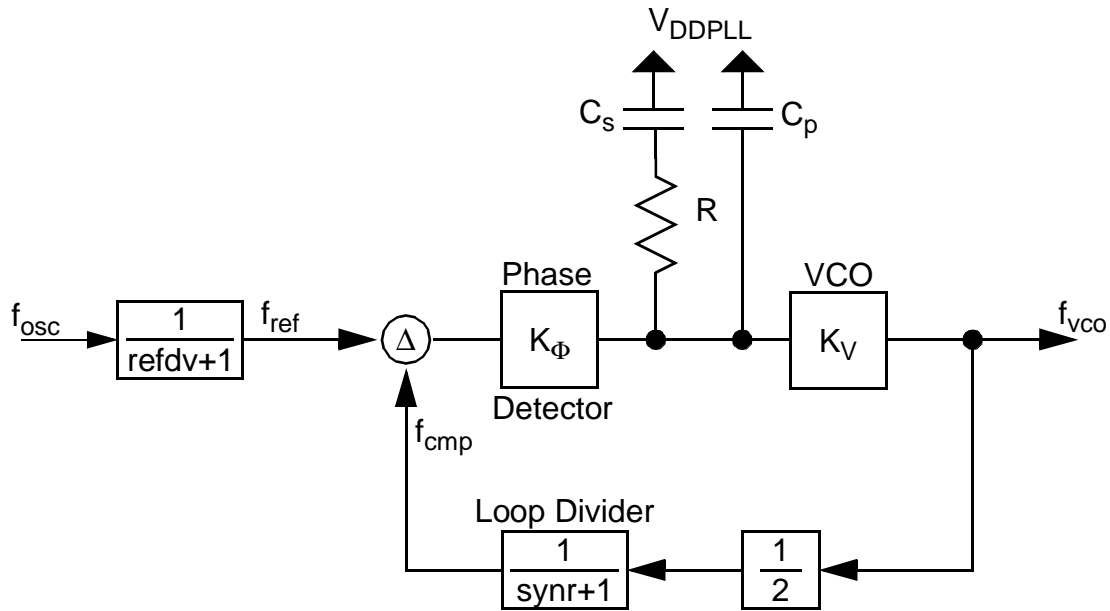 V_DDPLL
C_s
C_p
R
Phase
VCO
f_osc
1
refdv+1
f_ref
Δ
K_Φ
K_V
f_vco
Detector
f_cmp
Loop Divider
1
synr+1
1
2